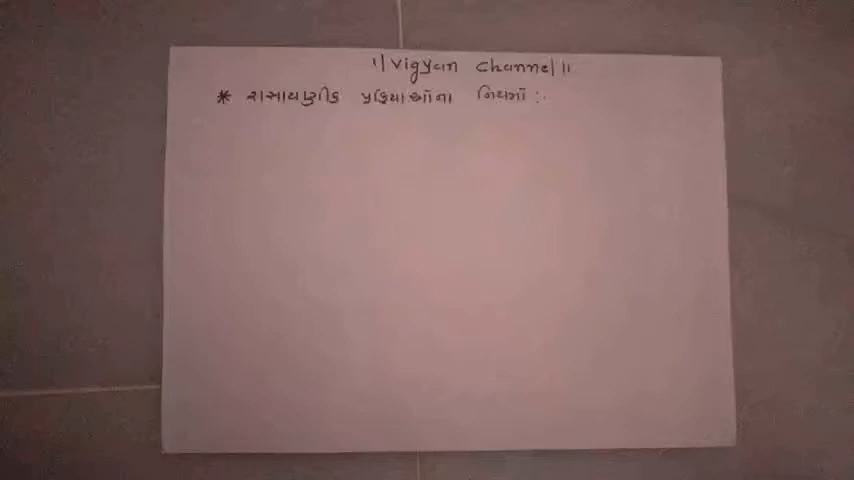 ॥ Vigyan channel ॥
* રાસાયણીક પ્રક્રિયાઓના નિયમો :-